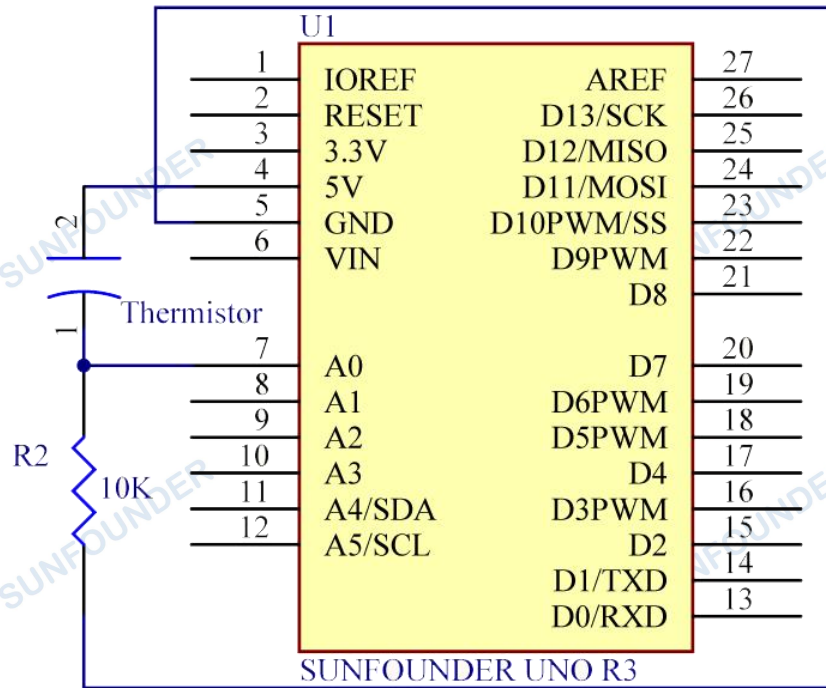 U1
1 IOREF AREF 27
2 RESET D13/SCK 26
3 3.3V D12/MISO 25
4 5V D11/MOSI 24
5 GND D10PWM/SS 23
6 VIN D9PWM 22
D8 21
2
Thermistor
1
7 A0 D7 20
8 A1 D6PWM 19
9 A2 D5PWM 18
10 A3 D4 17
11 A4/SDA D3PWM 16
12 A5/SCL D2 15
D1/TXD 14
D0/RXD 13
R2
10K
SUNFOUNDER UNO R3
SUNFOUNDER
SUNFOUNDER